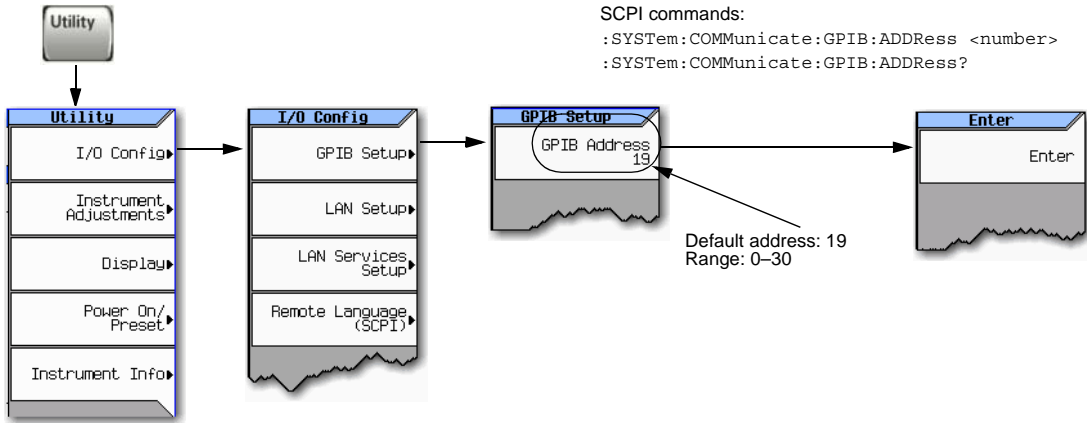 Utility
SCPI commands:
:SYSTem:COMMunicate:GPIB:ADDRess <number>
:SYSTem:COMMunicate:GPIB:ADDRess?
Utility
I/O Config
Instrument
Adjustments
Display
Power On/
Preset
Instrument Info
I/O Config
GPIB Setup
LAN Setup
LAN Services
Setup
Remote Language
(SCPI)
GPIB Setup
GPIB Address
19
Default address: 19
Range: 0–30
Enter
Enter